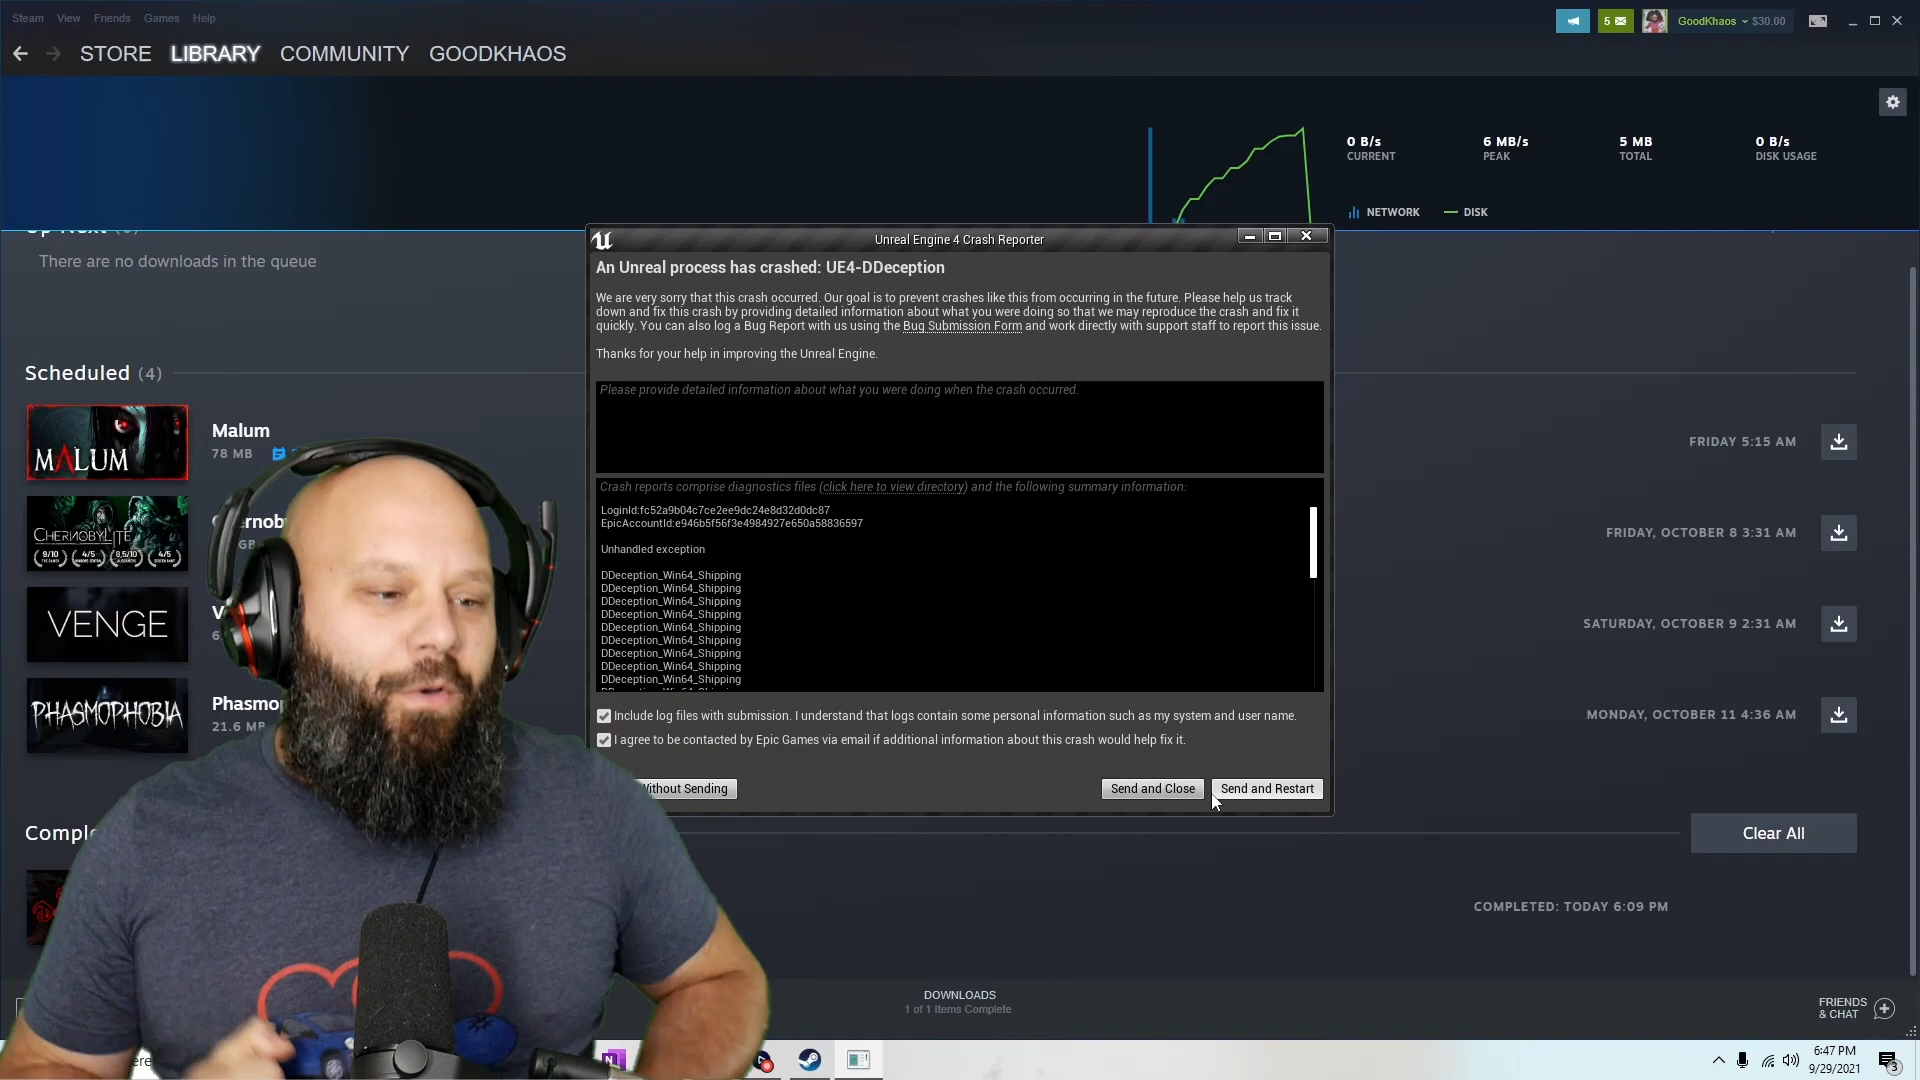 Steam View Friends Games Help
5
GoodKhaos
$30.00
STORE LIBRARY COMMUNITY GOODKHAOS
0 B/s 6 MB/s 5 MB 0 B/s
CURRENT PEAK TOTAL DISK USAGE
NETWORK DISK
There are no downloads in the queue
Scheduled (4)
MALUM
Malum
78 MB
FRIDAY 5:15 AM
CHERNOBYLITE
9/10 4/5 8.5/10 4/5
FRIDAY, OCTOBER 8 3:31 AM
VENGE
SATURDAY, OCTOBER 9 2:31 AM
PHASMOPHOBIA
21.6 MB
MONDAY, OCTOBER 11 4:36 AM
Unreal Engine 4 Crash Reporter
An Unreal process has crashed: UE4-DDeception
We are very sorry that this crash occurred. Our goal is to prevent crashes like this from occurring in the future. Please help us track
down and fix this crash by providing detailed information about what you were doing so that we may reproduce the crash and fix it
quickly. You can also log a Bug Report with us using the Bug Submission Form and work directly with support staff to report this issue.
Thanks for your help in improving the Unreal Engine.
Please provide detailed information about what you were doing when the crash occurred.
Crash reports comprise diagnostics files (click here to view directory) and the following summary information:
LoginId:fc52a9b04c7ce2ee9dc24e8d32d0dc87
EpicAccountId:e946b5f56f3e4984927e650a58836597
Unhandled exception
DDeception_Win64_Shipping
DDeception_Win64_Shipping
DDeception_Win64_Shipping
DDeception_Win64_Shipping
DDeception_Win64_Shipping
DDeception_Win64_Shipping
DDeception_Win64_Shipping
DDeception_Win64_Shipping
DDeception_Win64_Shipping
Include log files with submission. I understand that logs contain some personal information such as my system and user name.
I agree to be contacted by Epic Games via email if additional information about this crash would help fix it.
Without Sending
Send and Close
Send and Restart
Clear All
COMPLETED: TODAY 6:09 PM
DOWNLOADS
1 of 1 Items Complete
FRIENDS
& CHAT
6:47 PM
9/29/2021
3